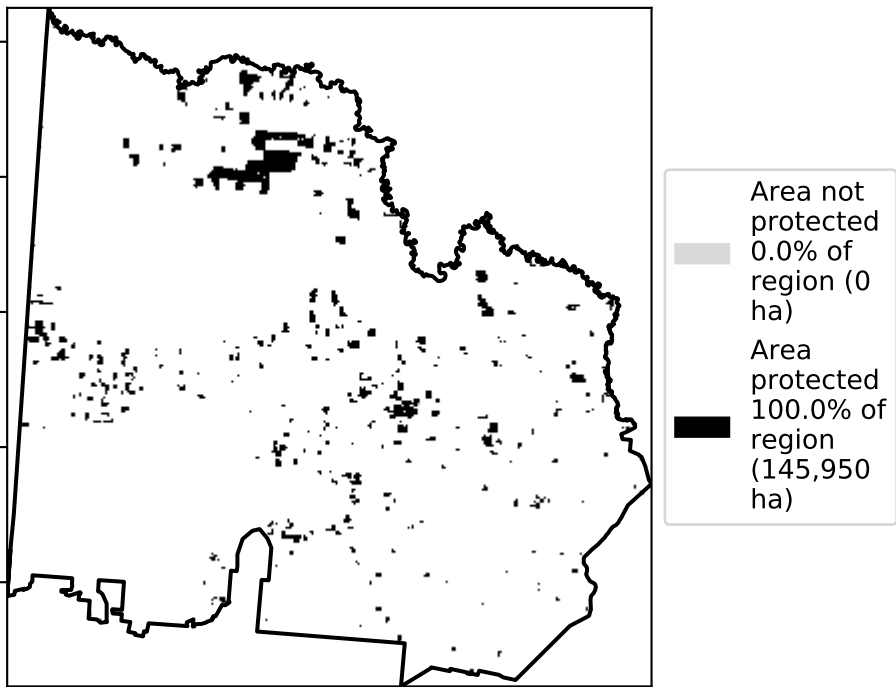 Area not
protected
0.0% of
region (0
ha)
Area
protected
100.0% of
region
(145,950
ha)